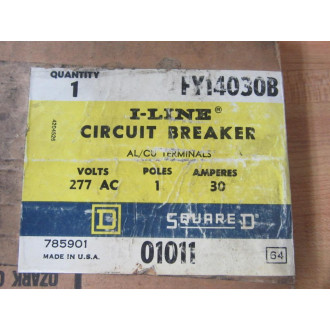 QUANTITY
1
FY14030B
I-LINE®
CIRCUIT BREAKER
AL/CU TERMINALS
VOLTS POLES AMPERES
277 AC 1 30
D SQUARE D
785901
MADE IN U.S.A.
01011
G4
OZARK